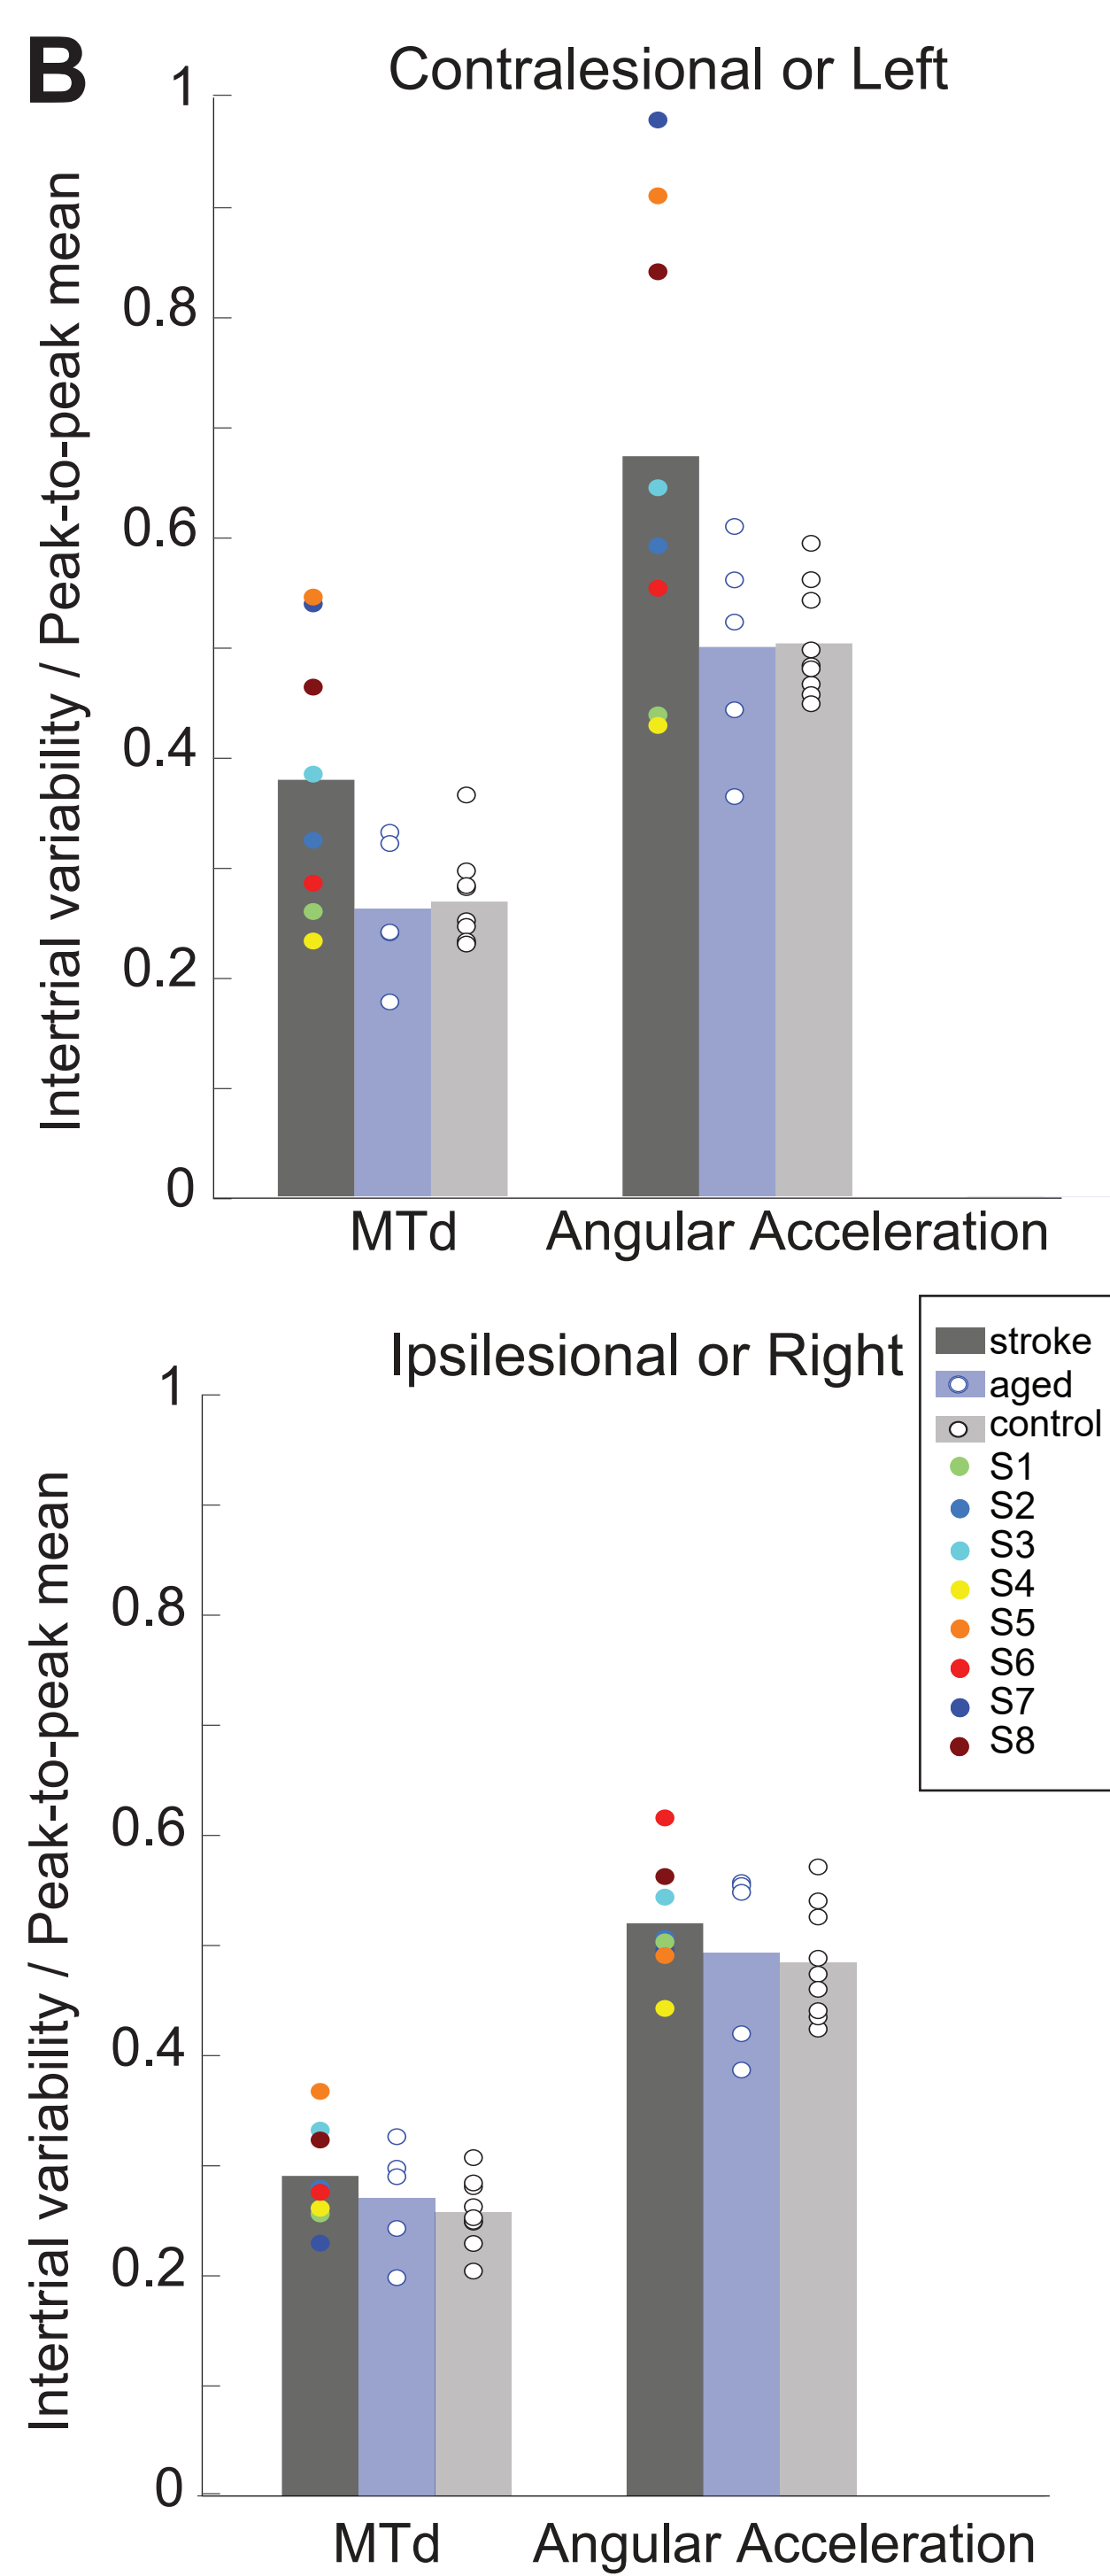 B
Contralesional or Left
Intertrial variability / Peak-to-peak mean
1
0.8
0.6
0.4
0.2
0
MTd
Angular Acceleration
Ipsilesional or Right
stroke
aged
control
S1
S2
S3
S4
S5
S6
S7
S8
Intertrial variability / Peak-to-peak mean
1
0.8
0.6
0.4
0.2
0
MTd
Angular Acceleration